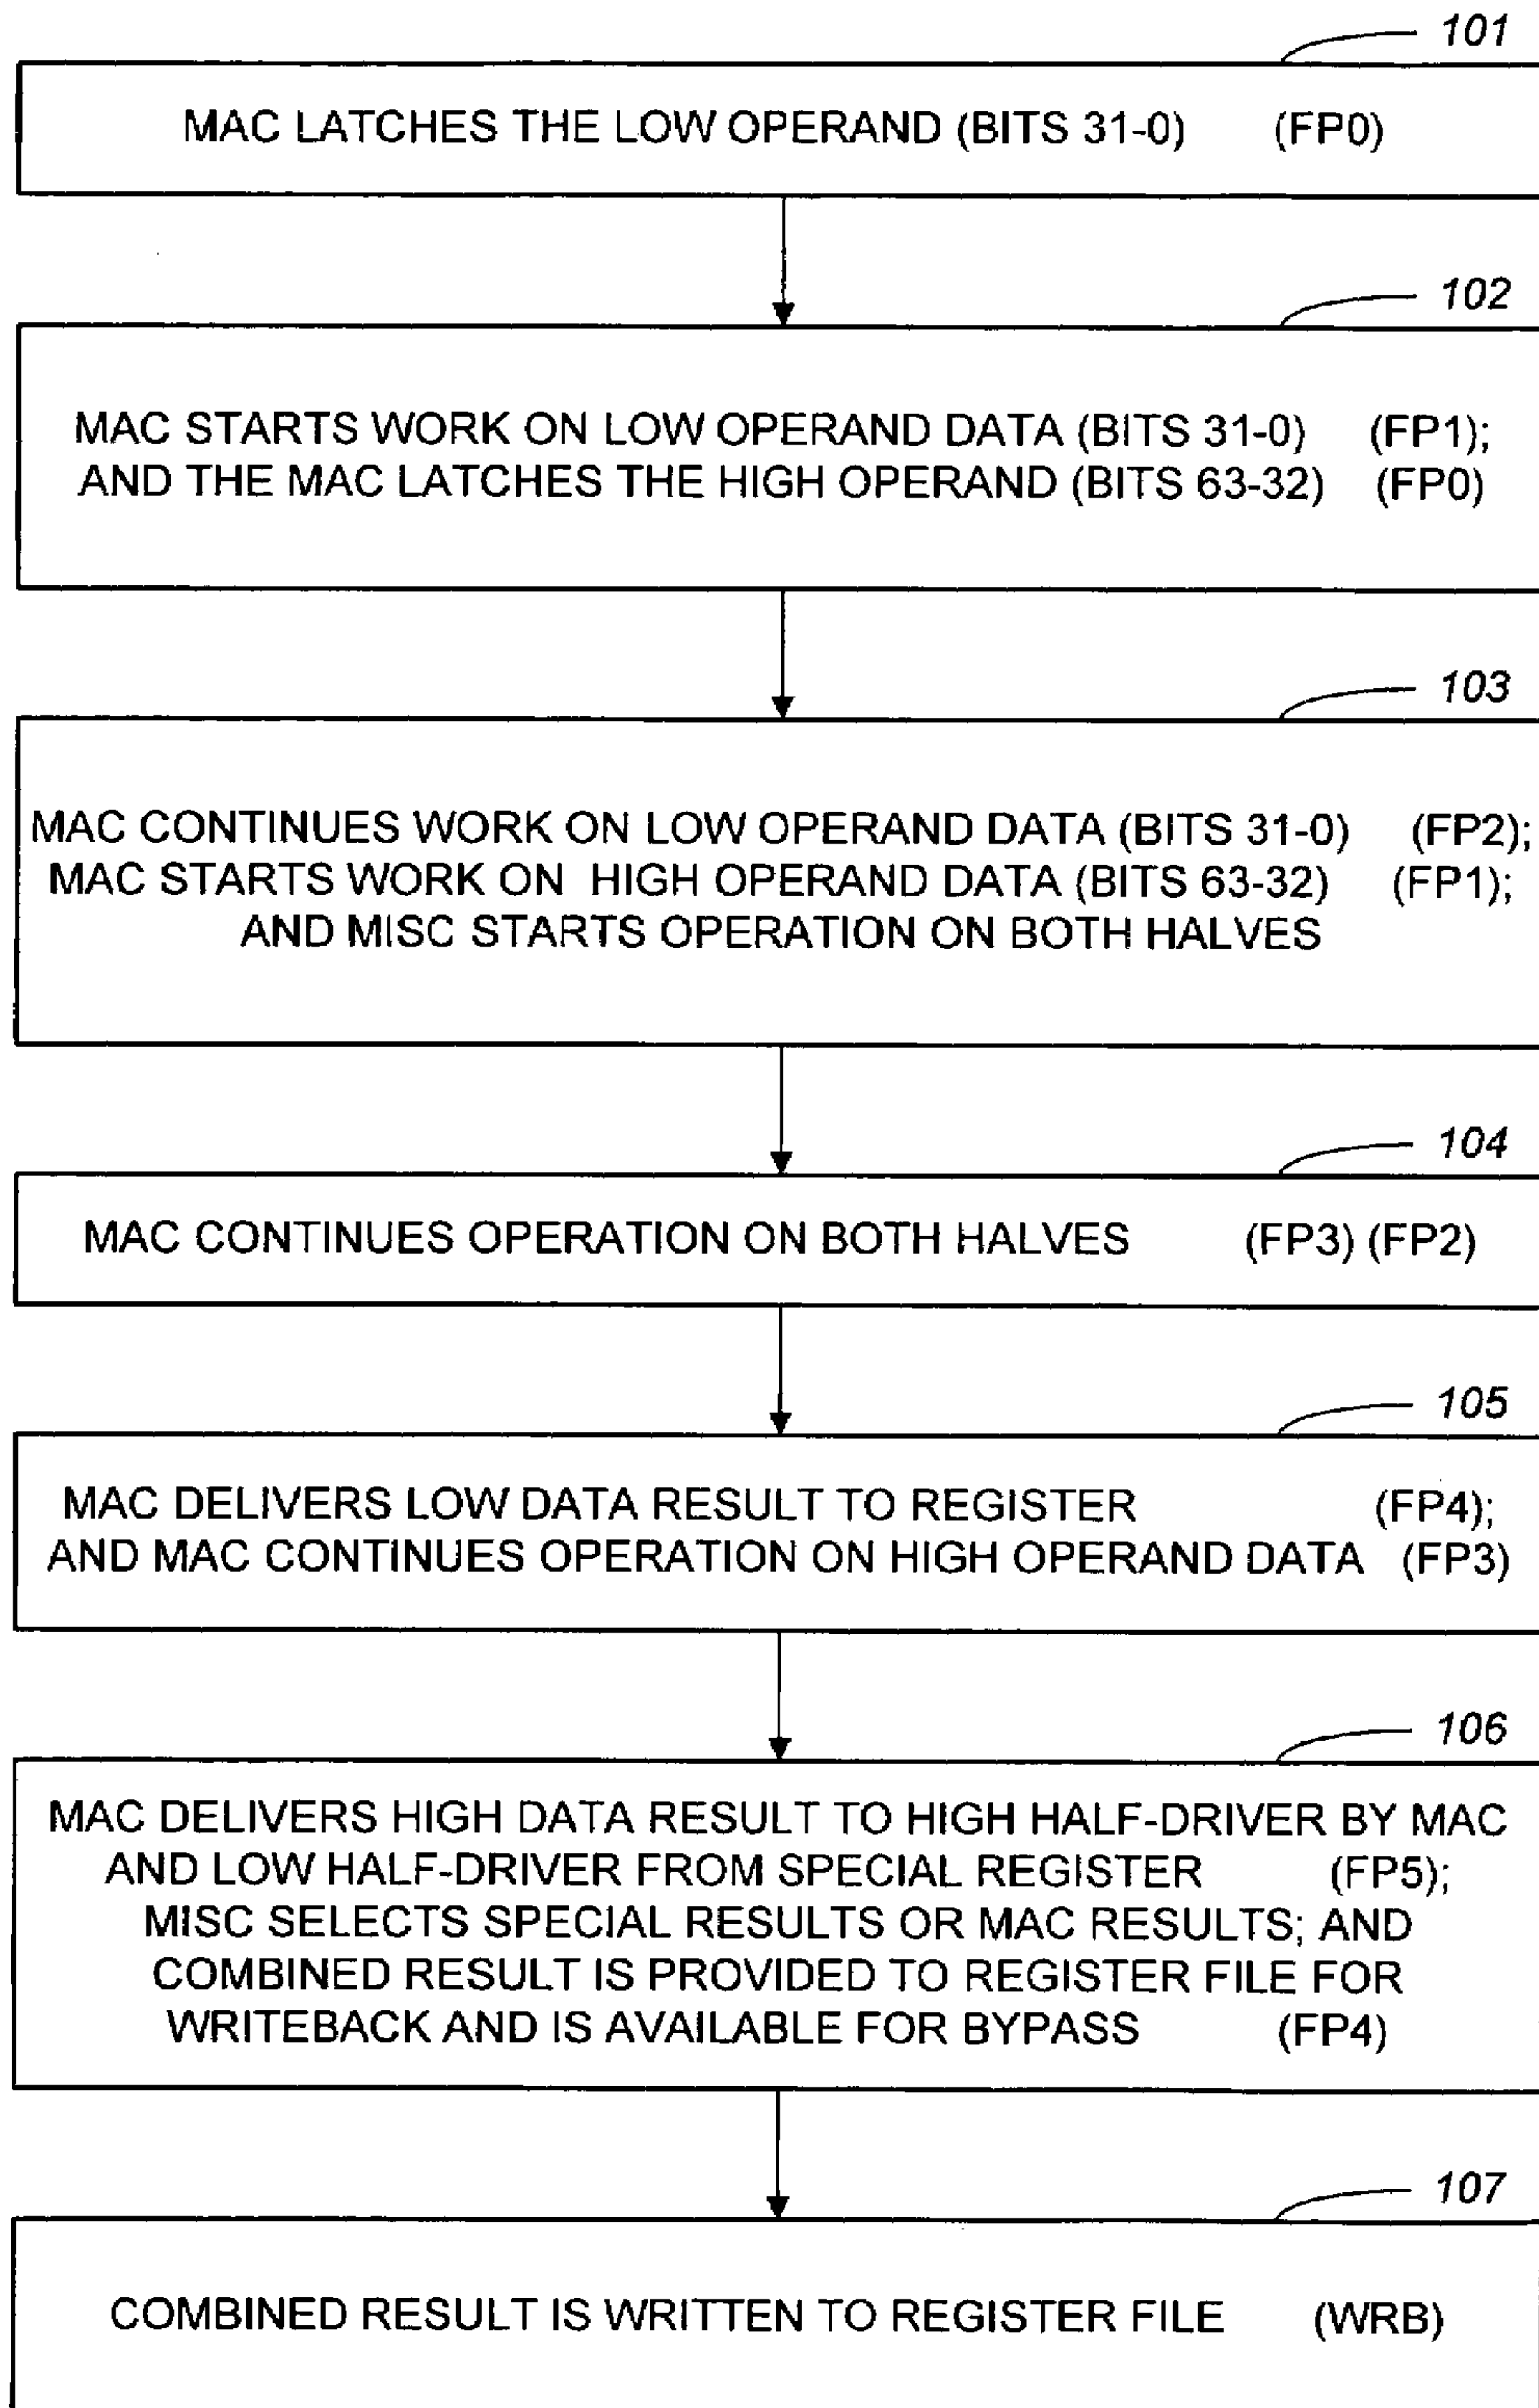 101
MAC LATCHES THE LOW OPERAND (BITS 31-0) (FP0)
102
MAC STARTS WORK ON LOW OPERAND DATA (BITS 31-0) (FP1);
AND THE MAC LATCHES THE HIGH OPERAND (BITS 63-32) (FP0)
103
MAC CONTINUES WORK ON LOW OPERAND DATA (BITS 31-0) (FP2);
MAC STARTS WORK ON HIGH OPERAND DATA (BITS 63-32) (FP1);
AND MISC STARTS OPERATION ON BOTH HALVES
104
MAC CONTINUES OPERATION ON BOTH HALVES (FP3) (FP2)
105
MAC DELIVERS LOW DATA RESULT TO REGISTER (FP4);
AND MAC CONTINUES OPERATION ON HIGH OPERAND DATA (FP3)
106
MAC DELIVERS HIGH DATA RESULT TO HIGH HALF-DRIVER BY MAC
AND LOW HALF-DRIVER FROM SPECIAL REGISTER (FP5);
MISC SELECTS SPECIAL RESULTS OR MAC RESULTS; AND
COMBINED RESULT IS PROVIDED TO REGISTER FILE FOR
WRITEBACK AND IS AVAILABLE FOR BYPASS (FP4)
107
COMBINED RESULT IS WRITTEN TO REGISTER FILE (WRB)